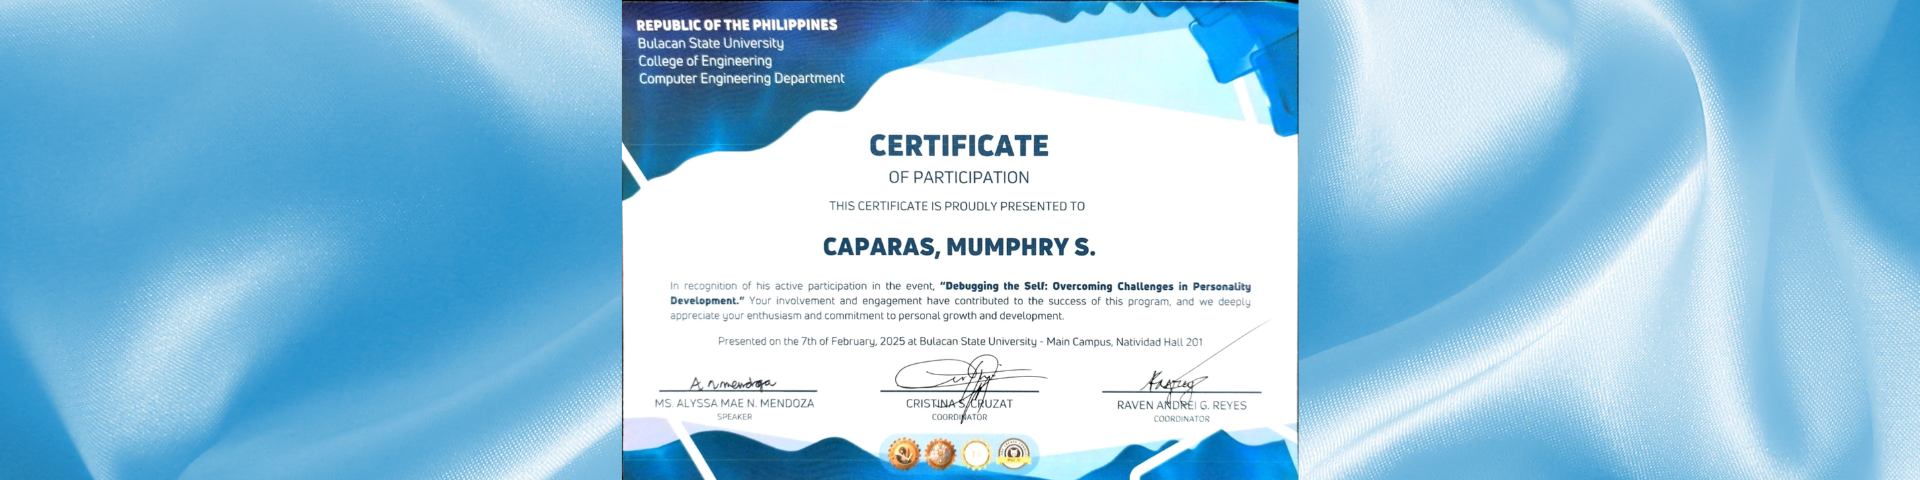 REPUBLIC OF THE PHILIPPINES
Bulacan State University
College of Engineering
Computer Engineering Department
CERTIFICATE
OF PARTICIPATION
THIS CERTIFICATE IS PROUDLY PRESENTED TO
CAPARAS, MUMPHRY S.
In recognition of his active participation in the event, “Debugging the Self: Overcoming Challenges in Personality
Development.” Your involvement and engagement have contributed to the success of this program, and we deeply
appreciate your enthusiasm and commitment to personal growth and development.
Presented on the 7th of February, 2025 at Bulacan State University - Main Campus, Natividad Hall 201
MS. ALYSSA MAE N. MENDOZA
SPEAKER
CRISTINA S. CRUZAT
COORDINATOR
RAVEN ANDREI G. REYES
COORDINATOR